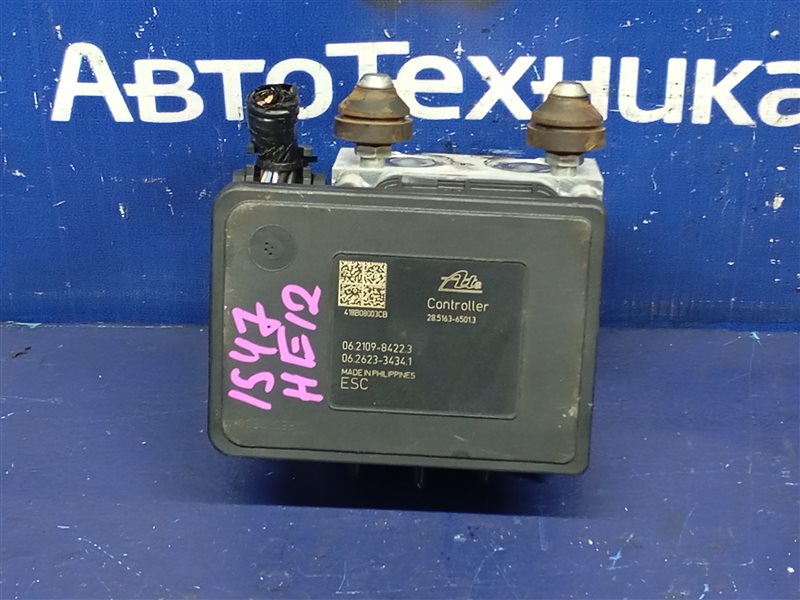 АвтоТехника
Ate
Controller
28.5163-6501.3
418B08003CB
06.2109-8422.3
06.2623-3434.1
MADE IN PHILIPPINES
ESC
1547
HE12